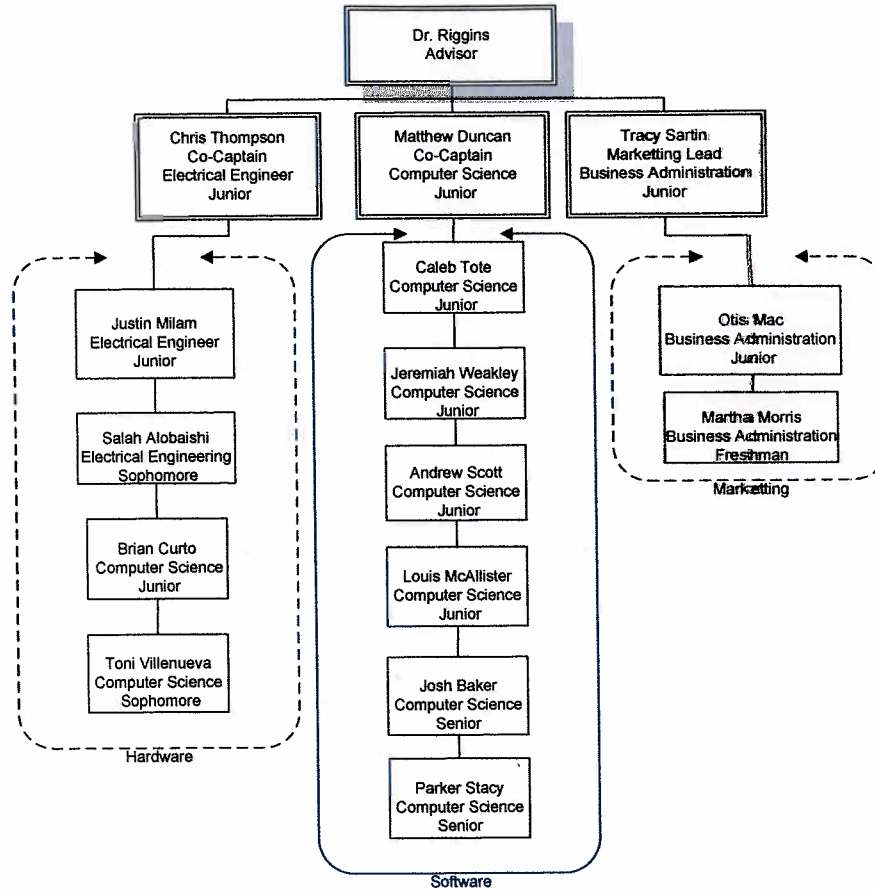 Dr. Riggins
Advisor
Chris Thompson
Co-Captain
Electrical Engineer
Junior
Matthew Duncan
Co-Captain
Computer Science
Junior
Tracy Sartin
Marketting Lead
Business Administration
Junior
Justin Milam
Electrical Engineer
Junior
Salah Alobaishi
Electrical Engineering
Sophomore
Brian Curto
Computer Science
Junior
Toni Villenueva
Computer Science
Sophomore
Hardware
Caleb Tote
Computer Science
Junior
Jeremiah Weakley
Computer Science
Junior
Andrew Scott
Computer Science
Junior
Louis McAllister
Computer Science
Junior
Josh Baker
Computer Science
Senior
Parker Stacy
Computer Science
Senior
Software
Otis Mac
Business Administration
Junior
Martha Morris
Business Administration
Freshman
Marketting